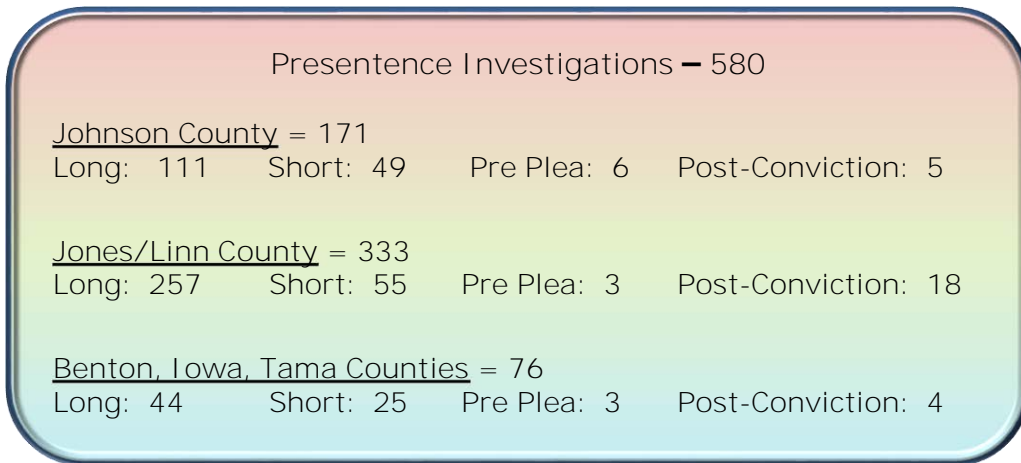 Presentence Investigations – 580
Johnson County = 171
Long: 111 Short: 49 Pre Plea: 6 Post-Conviction: 5
Jones/Linn County = 333
Long: 257 Short: 55 Pre Plea: 3 Post-Conviction: 18
Benton, Iowa, Tama Counties = 76
Long: 44 Short: 25 Pre Plea: 3 Post-Conviction: 4